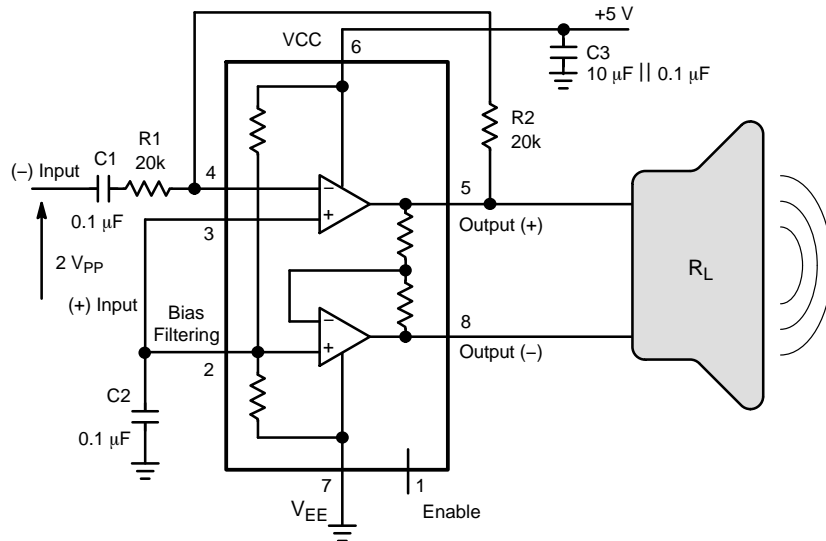 +5 V
VCC
6
C3
10 μF || 0.1 μF
R2
20k
R1
20k
C1
(−) Input
4
5
0.1 μF
3
Output (+)
2 VPP
RL
(+) Input
Bias
Filtering
8
2
Output (−)
C2
0.1 μF
7
1
VEE
Enable
−
+
−
+